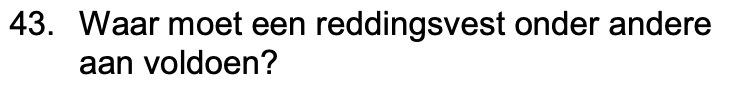 43. Waar moet een reddingsvest onder andere
aan voldoen?